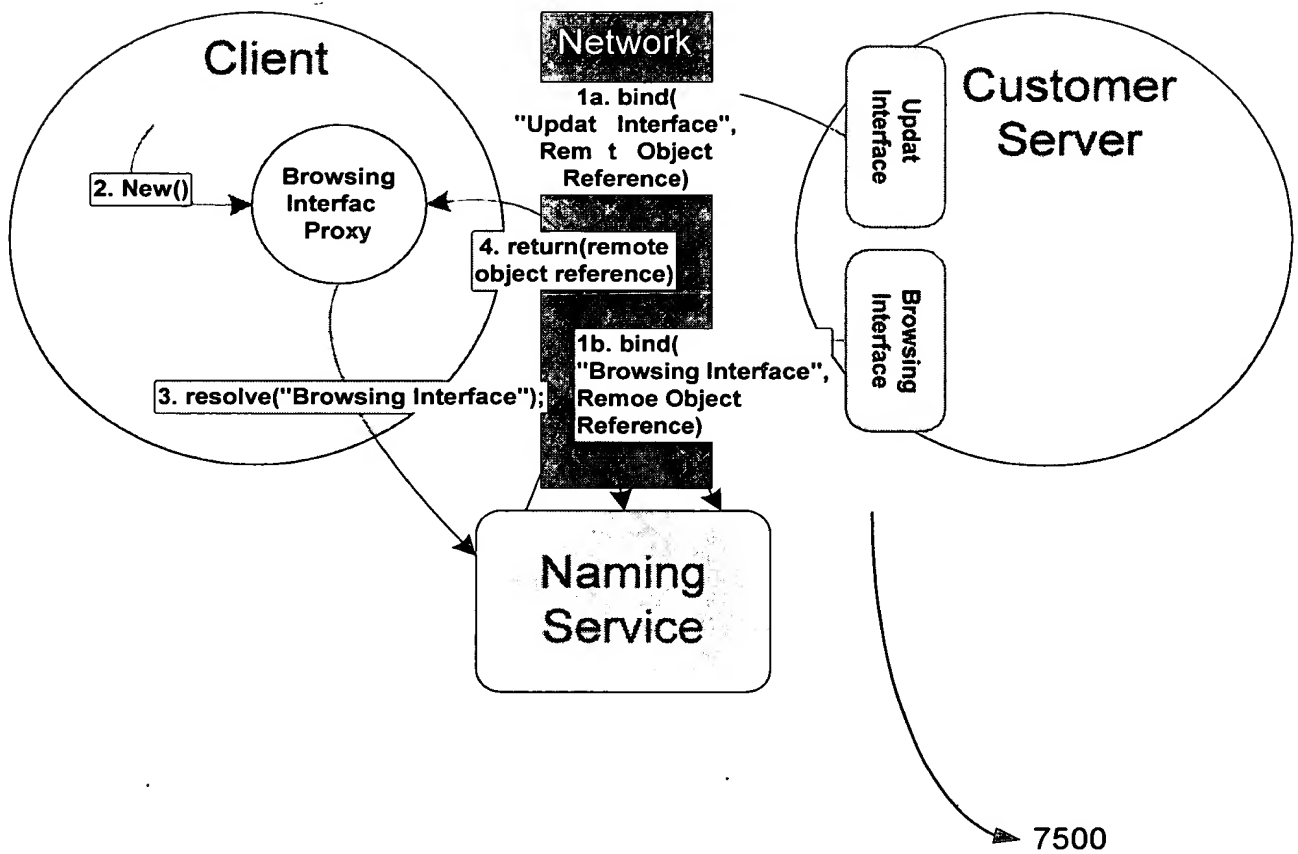 Client
Network
Customer
Server
1a. bind(
"Updat Interface",
Rem t Object
Reference)
Updat
Interface
2. New()
Browsing
Interfac
Proxy
4. return(remote
object reference)
Browsing
Interface
1b. bind(
"Browsing Interface",
Remoe Object
Reference)
3. resolve("Browsing Interface");
Naming
Service
7500